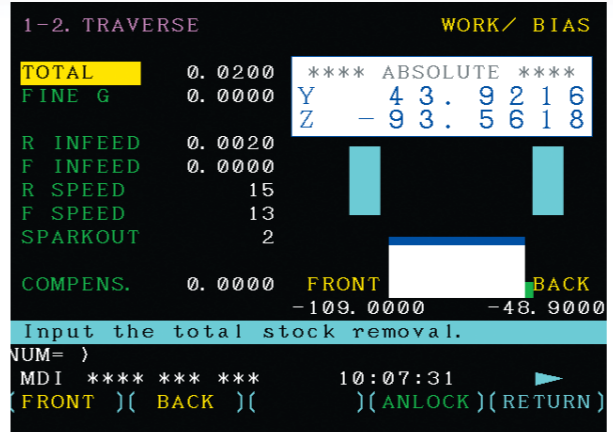 1-2. TRAVERSE WORK/ BIAS
TOTAL 0.0200 **** ABSOLUTE ****
FINE G 0.0000 Y 43.9216
Z -93.5618
R INFEED 0.0020
F INFEED 0.0000
R SPEED 15
F SPEED 13
SPARKOUT 2
COMPENS. 0.0000 FRONT BACK
-109.0000 -48.9000
Input the total stock removal.
NUM= )
MDI **** *** *** 10:07:31
(FRONT )( BACK )( )(ANLOCK)(RETURN)